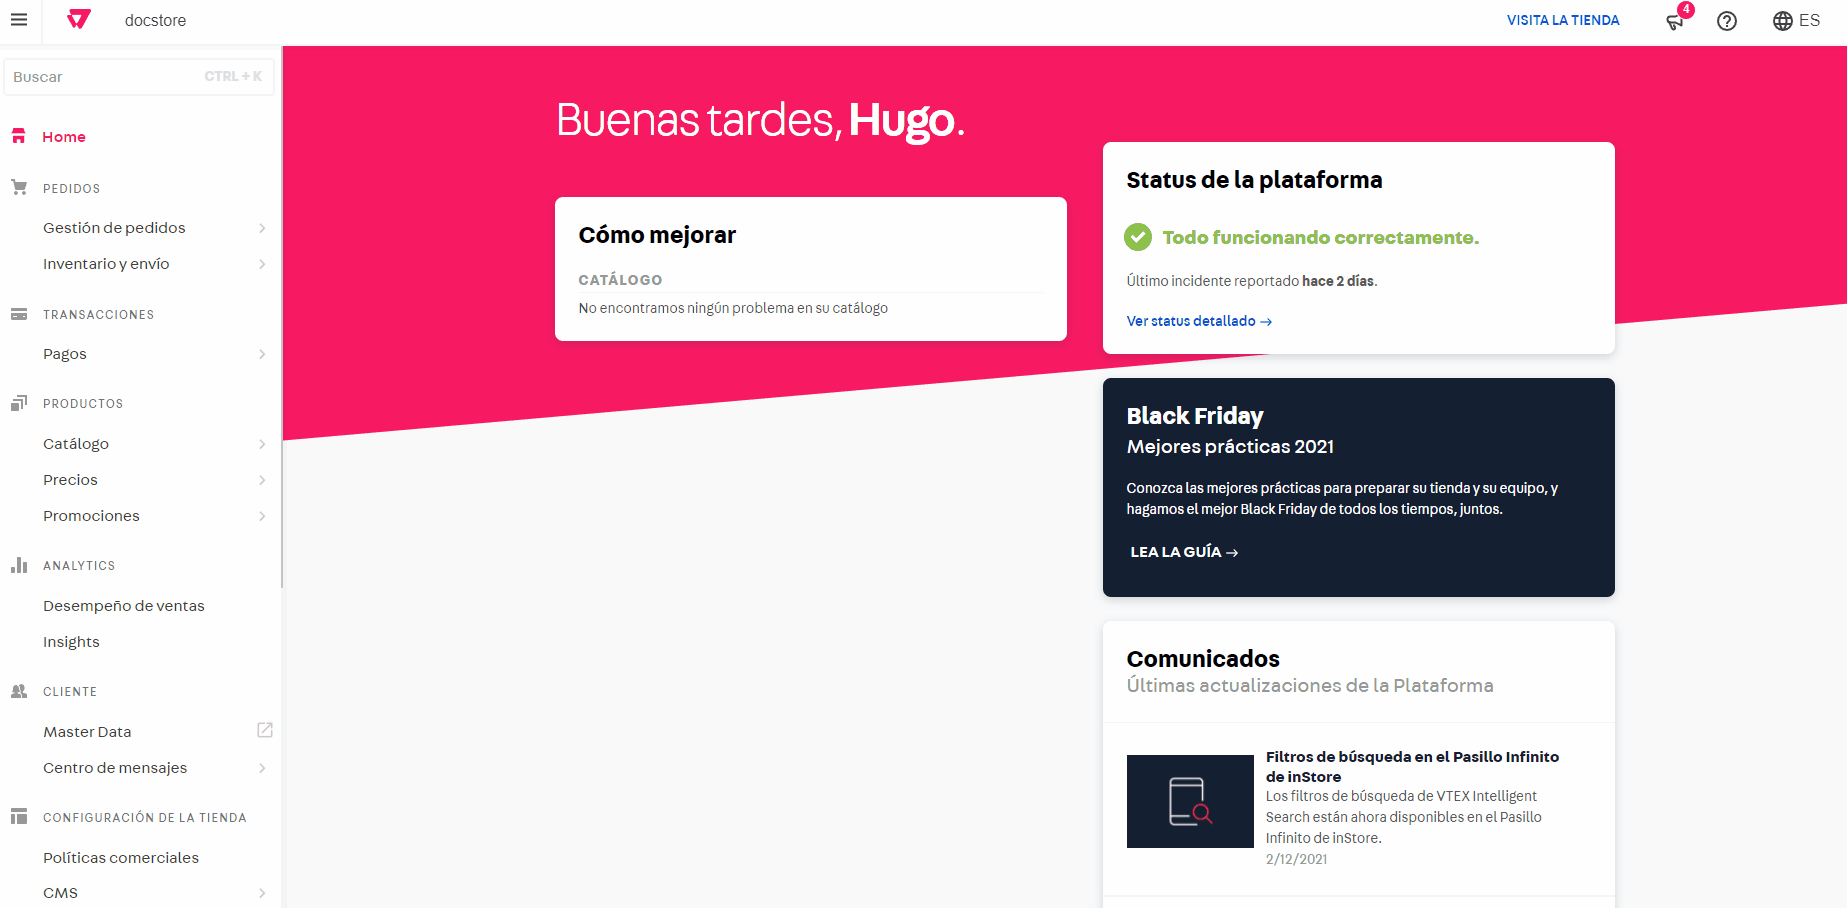 docstore
VISITA LA TIENDA
4
ES
Buscar CTRL + K
Home
PEDIDOS
Gestión de pedidos
Inventario y envío
TRANSACCIONES
Pagos
PRODUCTOS
Catálogo
Precios
Promociones
ANALYTICS
Desempeño de ventas
Insights
CLIENTE
Master Data
Centro de mensajes
CONFIGURACIÓN DE LA TIENDA
Políticas comerciales
CMS
Buenas tardes, Hugo.
Cómo mejorar
CATÁLOGO
No encontramos ningún problema en su catálogo
Status de la plataforma
Todo funcionando correctamente.
Último incidente reportado hace 2 días.
Ver status detallado →
Black Friday
Mejores prácticas 2021
Conozca las mejores prácticas para preparar su tienda y su equipo, y
hagamos el mejor Black Friday de todos los tiempos, juntos.
LEA LA GUÍA →
Comunicados
Últimas actualizaciones de la Plataforma
Filtros de búsqueda en el Pasillo Infinito
de inStore
Los filtros de búsqueda de VTEX Intelligent
Search están ahora disponibles en el Pasillo
Infinito de inStore.
2/12/2021